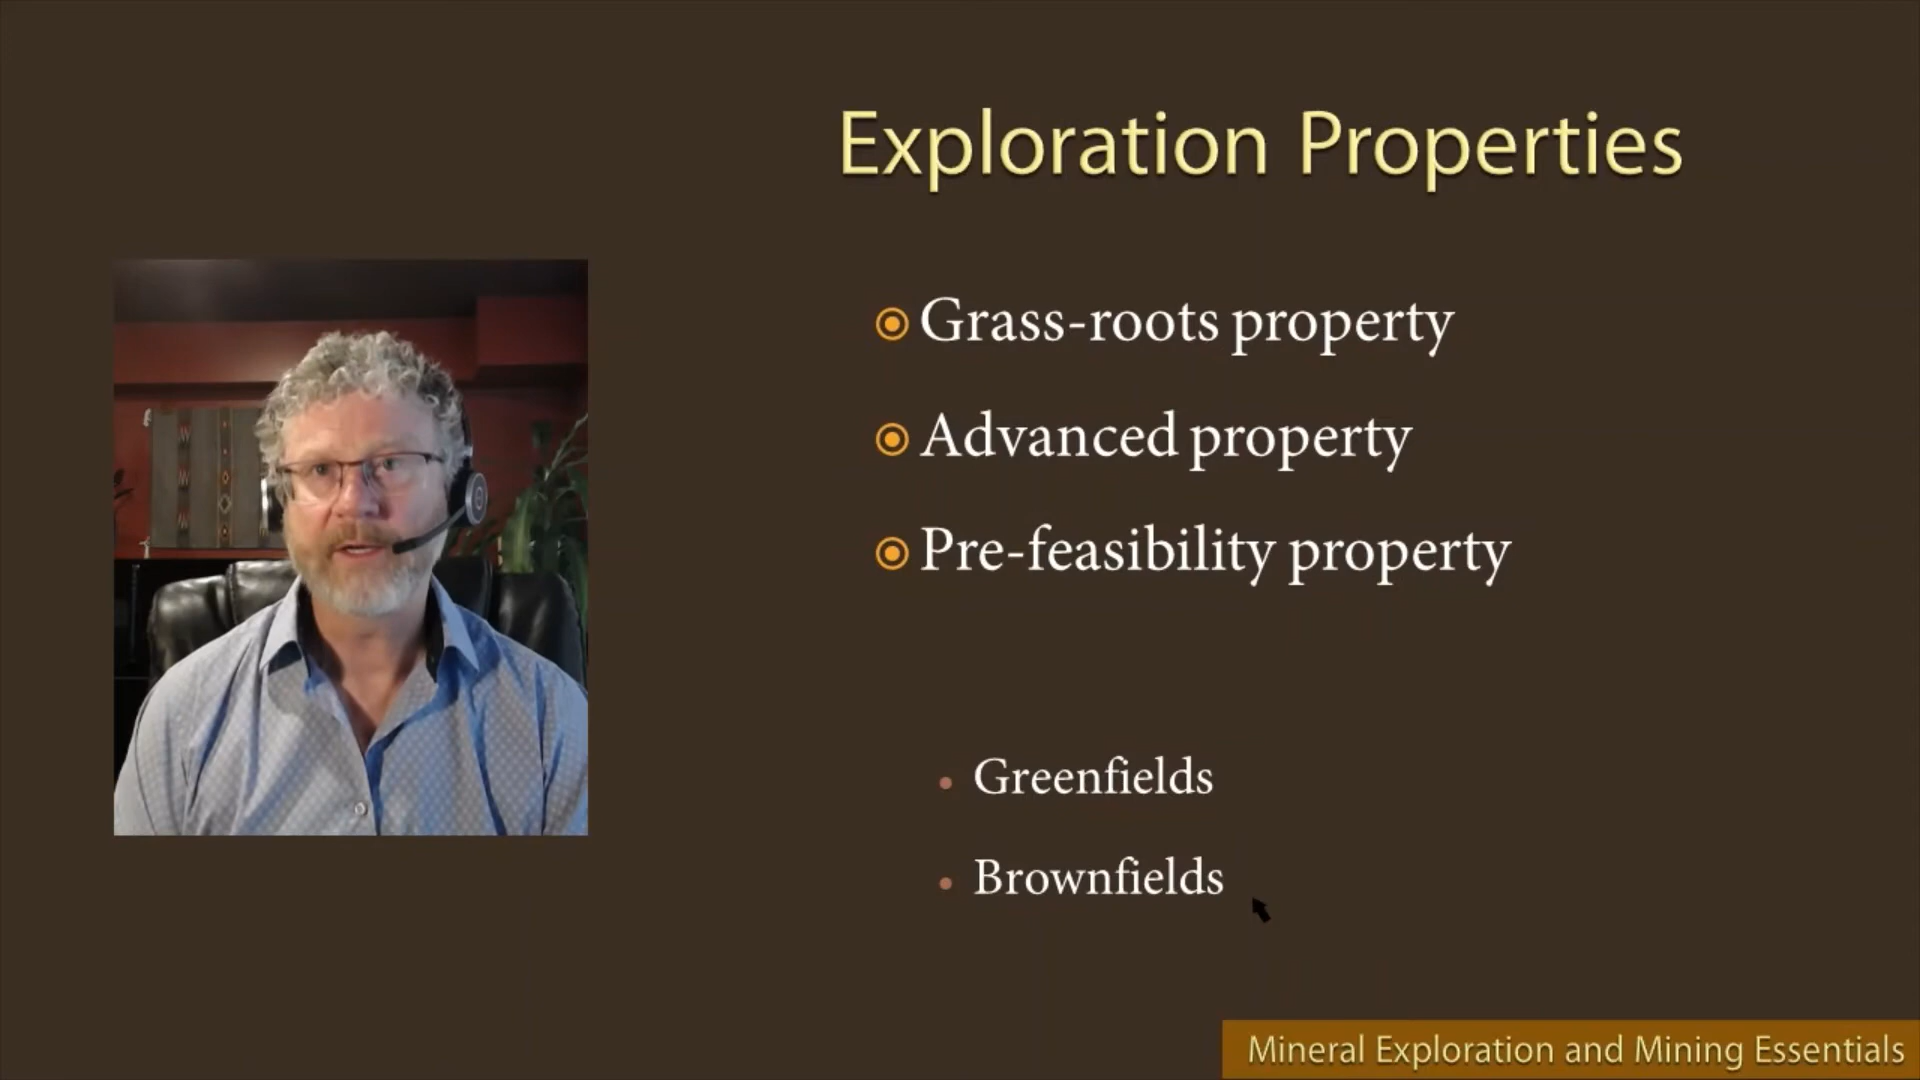 Exploration Properties
Grass-roots property
Advanced property
Pre-feasibility property
Greenfields
Brownfields
Mineral Exploration and Mining Essentials